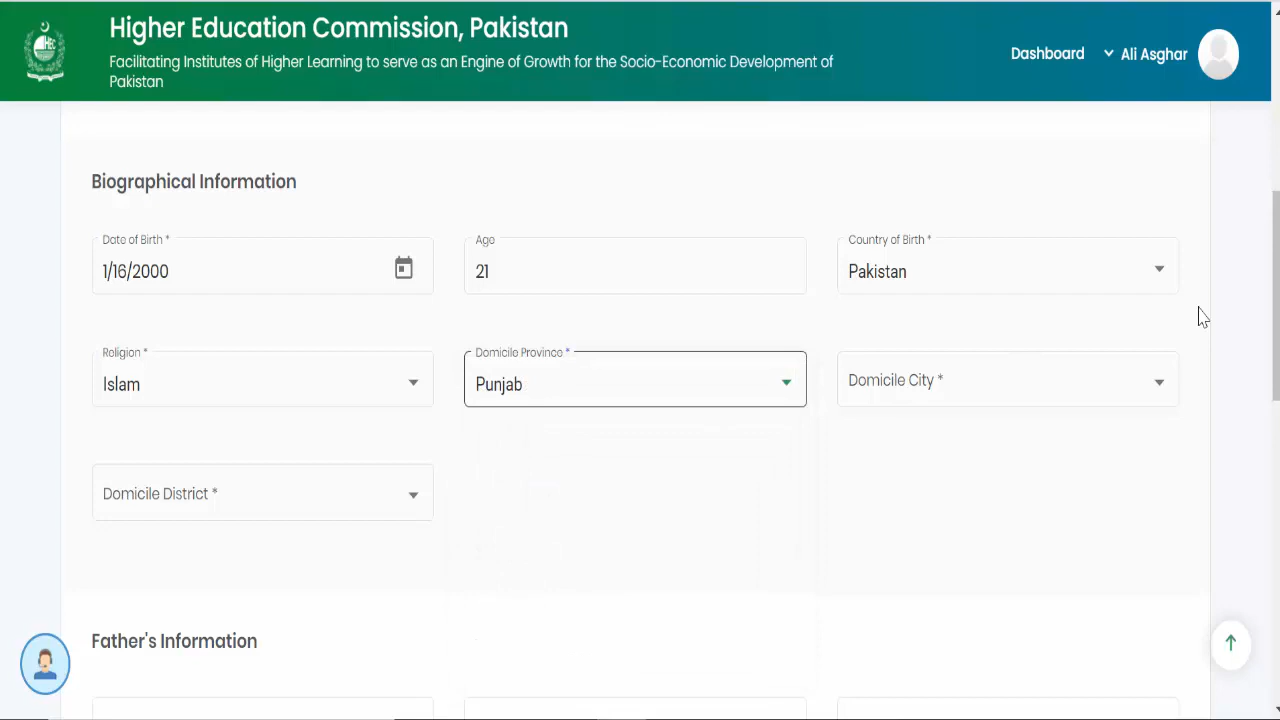 Higher Education Commission, Pakistan
Facilitating Institutes of Higher Learning to serve as an Engine of Growth for the Socio-Economic Development of
Pakistan
Dashboard
Ali Asghar
HEC
Biographical Information
Date of Birth *
1/16/2000
Age
21
Country of Birth *
Pakistan
Religion *
Islam
Domicile Province *
Punjab
Domicile City *
Domicile District *
Father's Information